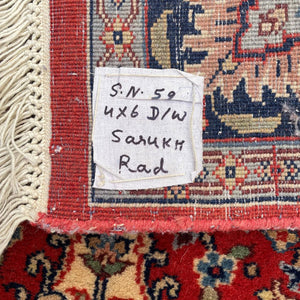 S.N. 59
4X6 D/W
SARUKH
Rad